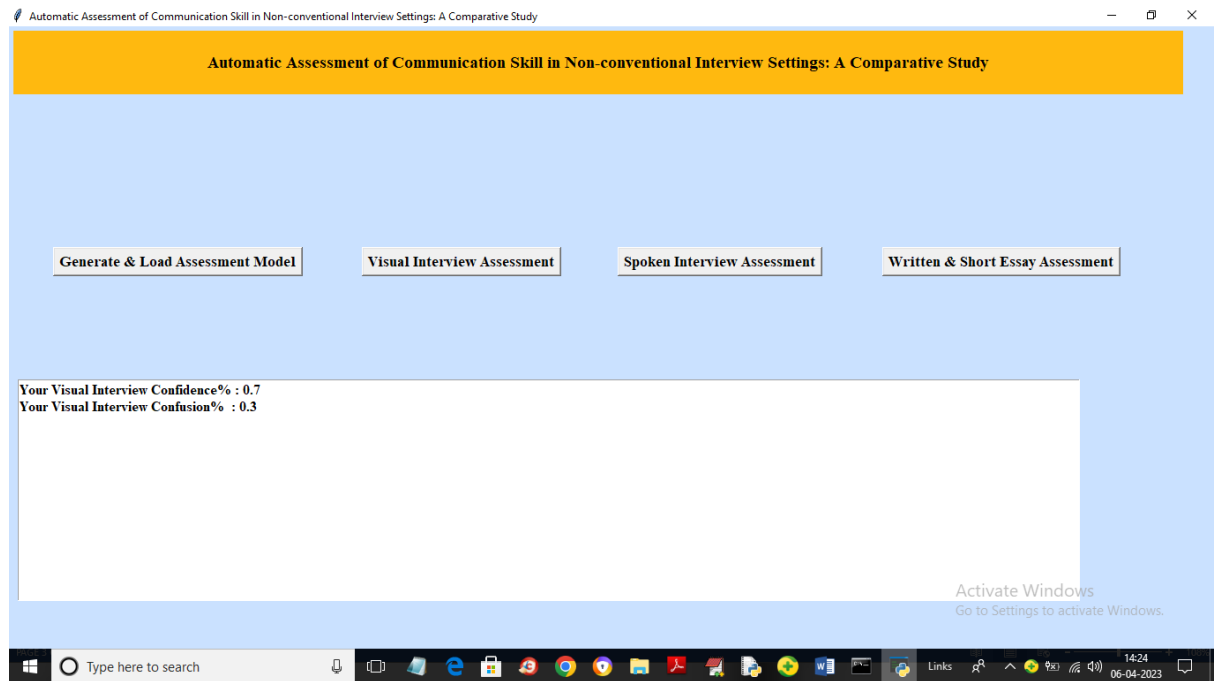 Automatic Assessment of Communication Skill in Non-conventional Interview Settings: A Comparative Study
Automatic Assessment of Communication Skill in Non-conventional Interview Settings: A Comparative Study
Generate & Load Assessment Model
Visual Interview Assessment
Spoken Interview Assessment
Written & Short Essay Assessment
Your Visual Interview Confidence% : 0.7
Your Visual Interview Confusion%  : 0.3
Activate Windows
Go to Settings to activate Windows.
Type here to search
Links
14:24
06-04-2023